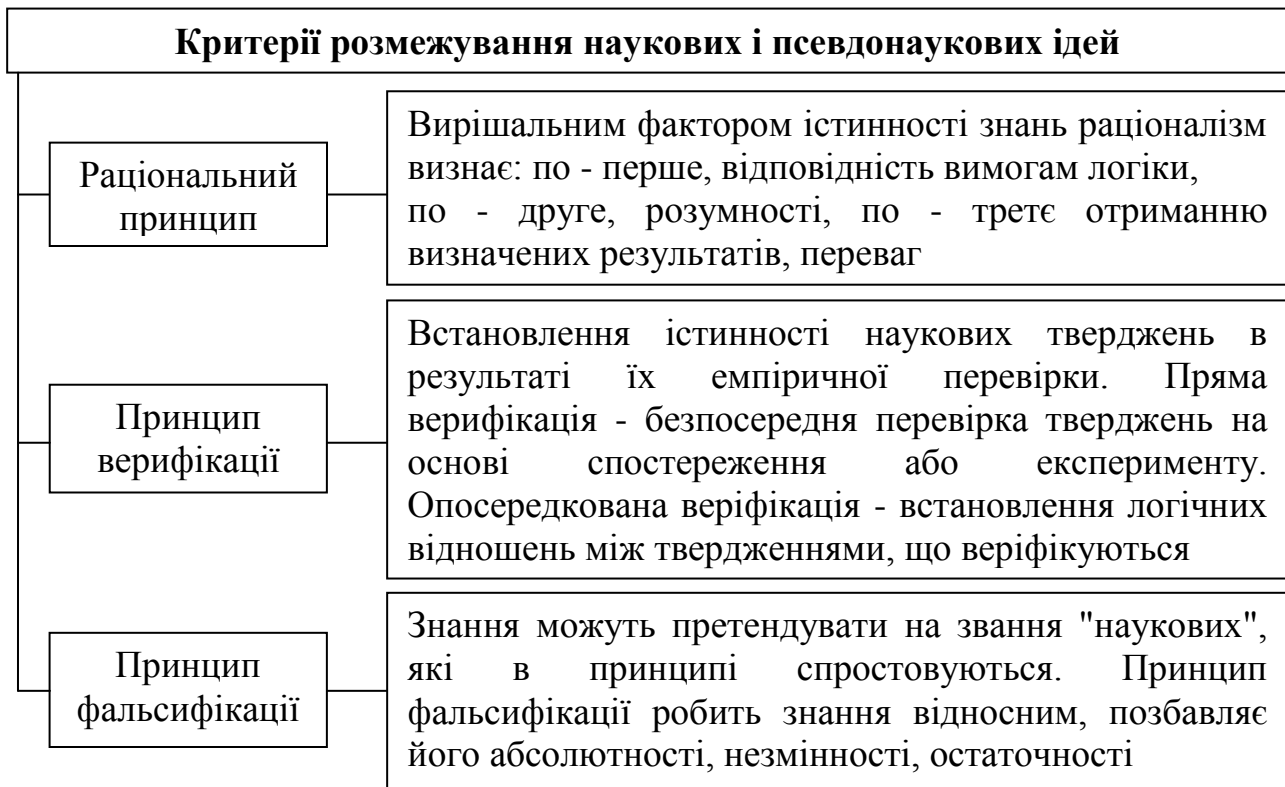 Критерії розмежування наукових і псевдонаукових ідей
Раціональний
принцип
Вирішальним фактором істинності знань раціоналізм
визнає: по - перше, відповідність вимогам логіки,
по - друге, розумності, по - третє отриманню
визначених результатів, переваг
Принцип
верифікації
Встановлення істинності наукових тверджень в
результаті їх емпіричної перевірки. Пряма
верифікація - безпосередня перевірка тверджень на
основі спостереження або експерименту.
Опосередкована веріфікація - встановлення логічних
відношень між твердженнями, що веріфікуються
Принцип
фальсифікації
Знання можуть претендувати на звання "наукових",
які в принципі спростовуються. Принцип
фальсифікації робить знання відносним, позбавляє
його абсолютності, незмінності, остаточності